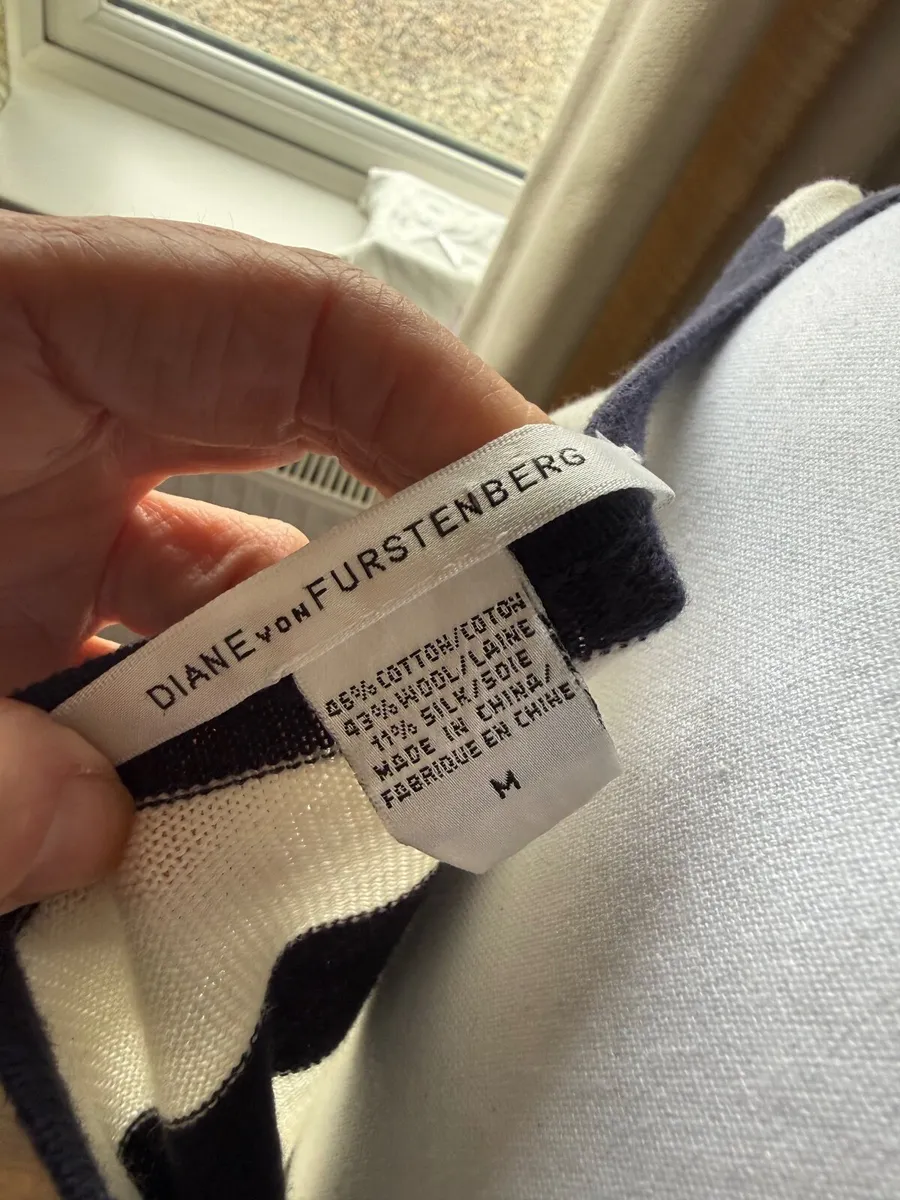 DIANE VON FURSTENBERG
46% COTTON/COTON
43% WOOL/LAINE
11% SILK/SOIE
MADE IN CHINA/
FABRIQUE EN CHINE
M